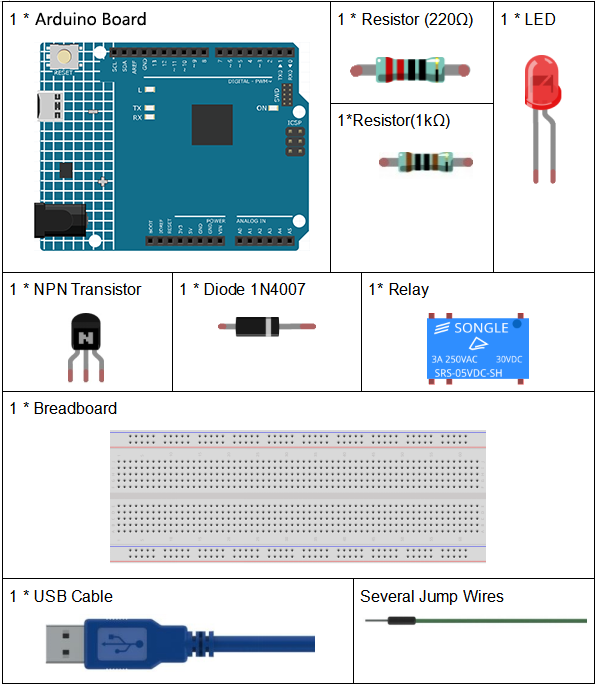 1 * Arduino Board
1 * Resistor (220Ω)
1 * LED
RESET
SCL
SDA
AREF
GND
13
12
~11
~10
~9
8
7
~6
~5
4
~3
2
TX▸1
RX◂0
DIGITAL - PWM~
L
TX
RX
ON
SWD
ICSP
BOOT
IOREF
RESET
3V3
5V
GND
GND
VIN
POWER
ANALOG IN
A0
A1
A2
A3
A4
A5
1*Resistor(1kΩ)
1 * NPN Transistor
N
1 * Diode 1N4007
1* Relay
SONGLE
3A 250VAC 30VDC
SRS-05VDC-SH
1 * Breadboard
1 * USB Cable
Several Jump Wires